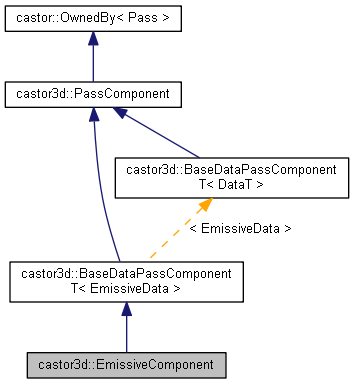 castor::OwnedBy< Pass >
castor3d::PassComponent
castor3d::BaseDataPassComponent
T< DataT >
< EmissiveData >
castor3d::BaseDataPassComponent
T< EmissiveData >
castor3d::EmissiveComponent